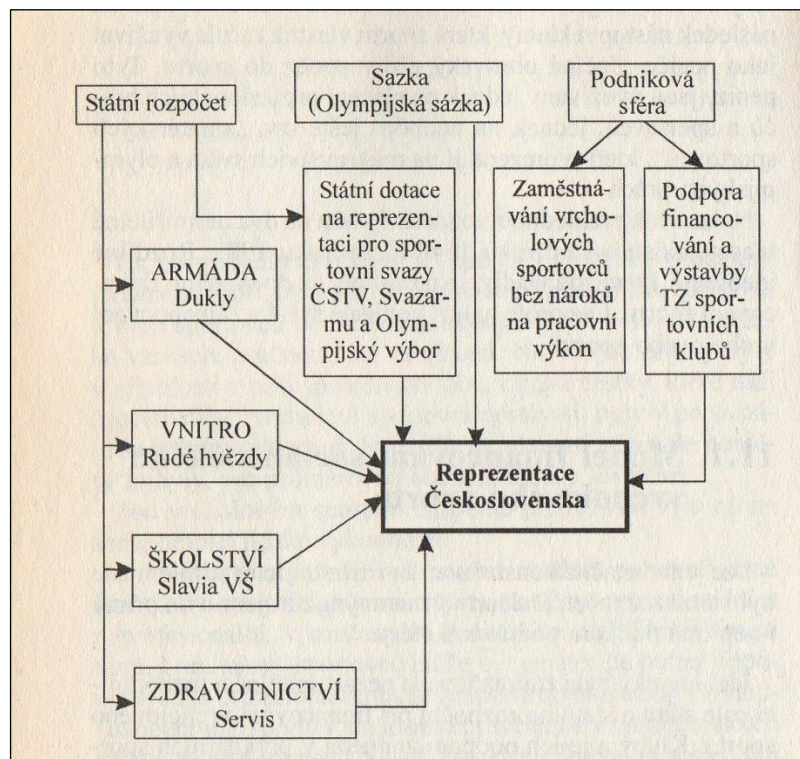 Státní rozpočet
Sazka
(Olympijská sázka)
Podniková
sféra
Státní dotace
na reprezen-
taci pro spor-
tovní svazy
ČSTV, Svazar-
mu a Olym-
pijský výbor
Zaměstná-
vání vrcho-
lových
sportovců
bez nároků
na pracovní
výkon
Podpora
financo-
vání a
výstavby
TZ spor-
tovních
klubů
ARMÁDA
Dukly
VNITRO
Rudé hvězdy
ŠKOLSTVÍ
Slavia VŠ
ZDRAVOTNICTVÍ
Servis
Reprezentace
Československa